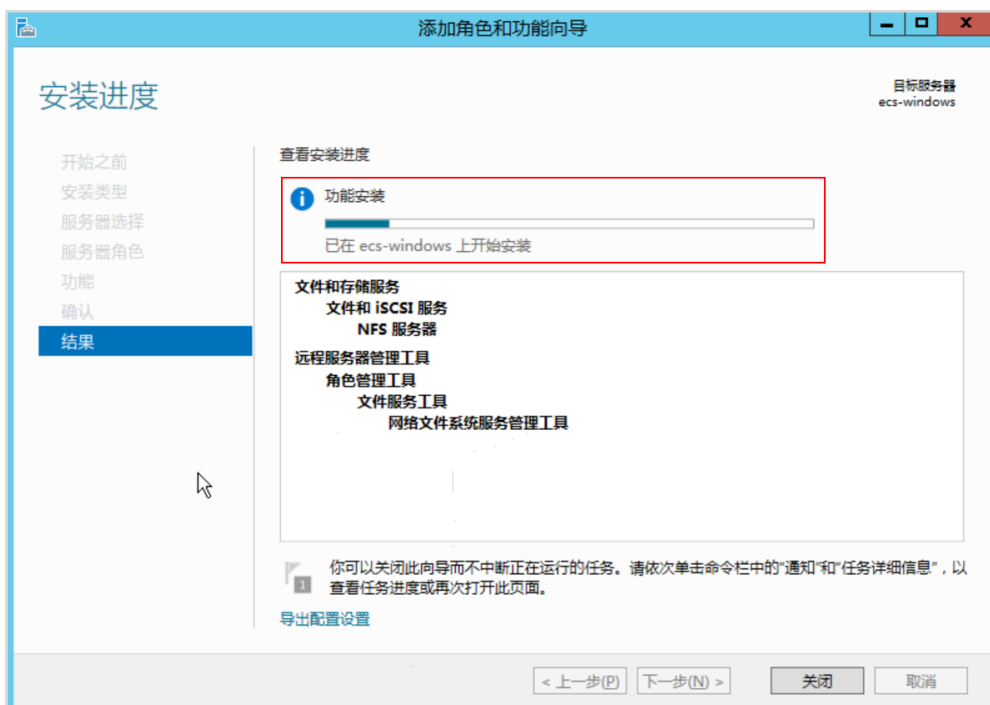 添加角色和功能向导
安装进度
目标服务器
ecs-windows
开始之前
安装类型
服务器选择
服务器角色
功能
确认
结果
查看安装进度
功能安装
已在 ecs-windows 上开始安装
文件和存储服务
文件和 iSCSI 服务
NFS 服务器
远程服务器管理工具
角色管理工具
文件服务工具
网络文件系统服务管理工具
1
你可以关闭此向导而不中断正在运行的任务。请依次单击命令栏中的"通知"和"任务详细信息"，以
查看任务进度或再次打开此页面。
导出配置设置
< 上一步(P)
下一步(N) >
关闭
取消